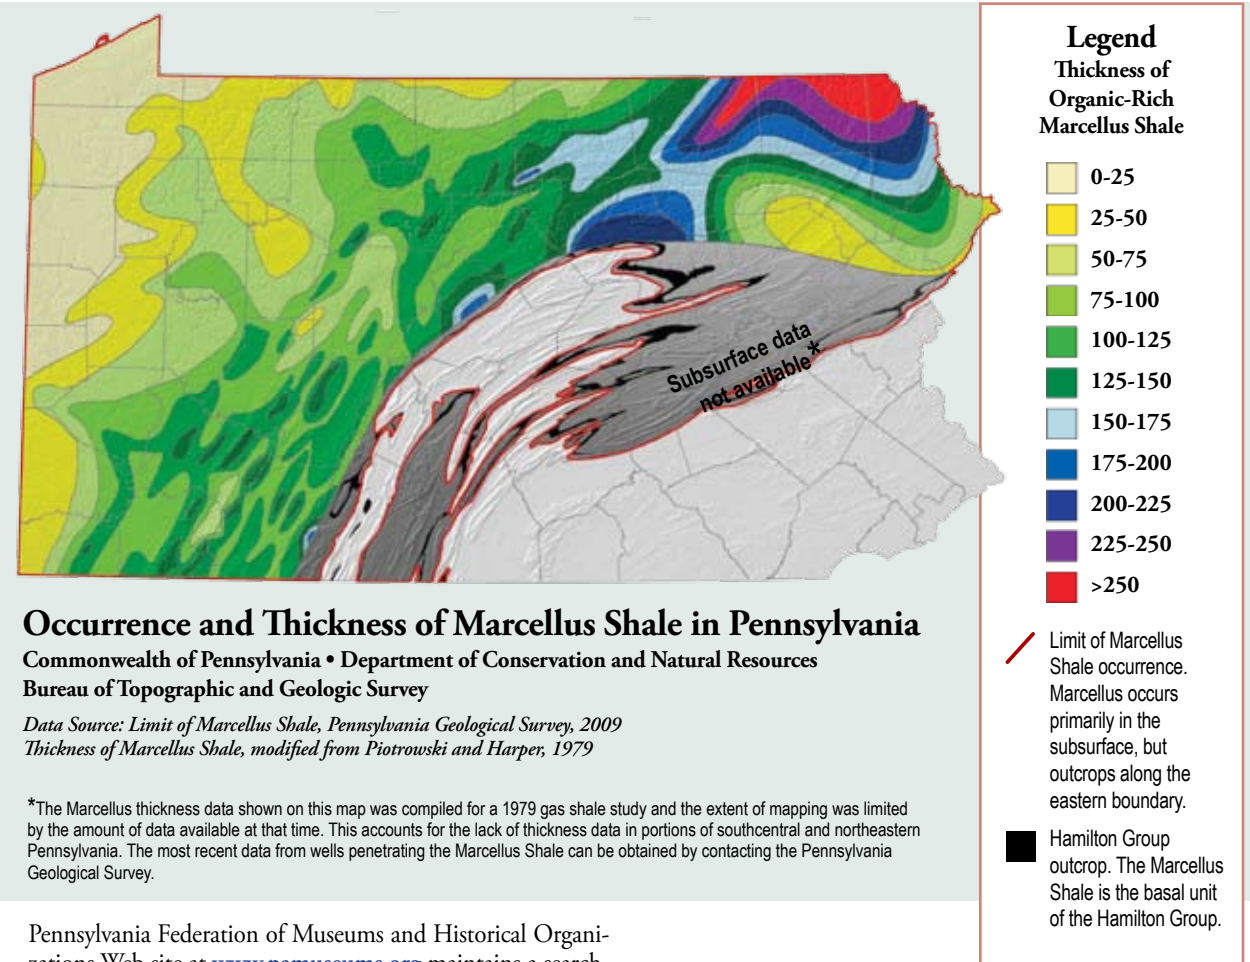 Subsurface data
not available*
Legend
Thickness of
Organic-Rich
Marcellus Shale
0-25
25-50
50-75
75-100
100-125
125-150
150-175
175-200
200-225
225-250
>250
Limit of Marcellus
Shale occurrence.
Marcellus occurs
primarily in the
subsurface, but
outcrops along the
eastern boundary.
Hamilton Group
outcrop. The Marcellus
Shale is the basal unit
of the Hamilton Group.
Occurrence and Thickness of Marcellus Shale in Pennsylvania
Commonwealth of Pennsylvania • Department of Conservation and Natural Resources
Bureau of Topographic and Geologic Survey
Data Source: Limit of Marcellus Shale, Pennsylvania Geological Survey, 2009
Thickness of Marcellus Shale, modified from Piotrowski and Harper, 1979
*The Marcellus thickness data shown on this map was compiled for a 1979 gas shale study and the extent of mapping was limited
by the amount of data available at that time. This accounts for the lack of thickness data in portions of southcentral and northeastern
Pennsylvania. The most recent data from wells penetrating the Marcellus Shale can be obtained by contacting the Pennsylvania
Geological Survey.
Pennsylvania Federation of Museums and Historical Organi-
zations Web site at www.pamuseums.org maintains a search